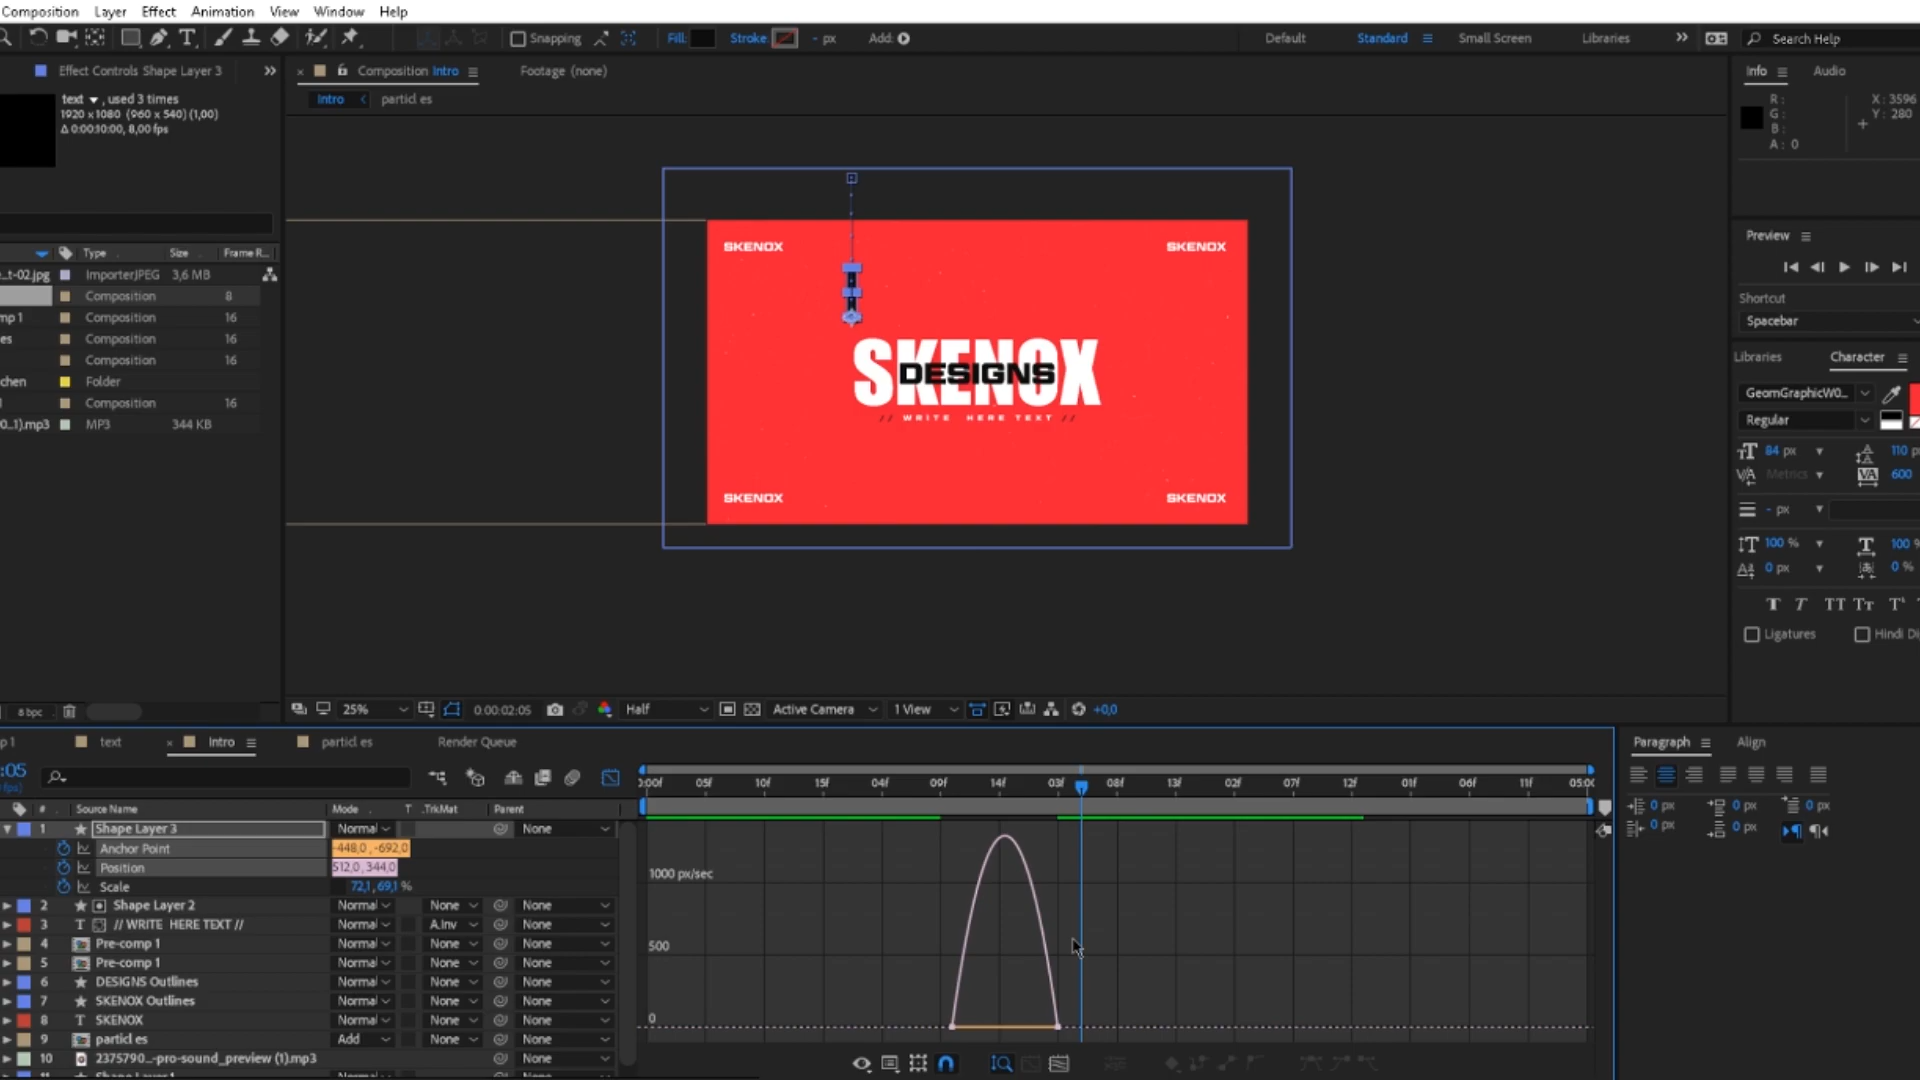 Composition Layer Effect Animation View Window Help
Snapping Fill: Stroke: - px Add:
Default Standard Small Screen Libraries Search Help
Effect Controls Shape Layer 3
Composition Intro Footage (none)
Info Audio
text , used 3 times
1920 x1080 (960 x 540) (1,00)
Δ 0:00:10:00, 8,00 fps
Intro particl es
R: X: 3596
G: Y: 280
B:
A: 0
SKENOX SKENOX
SKENOX
DESIGNS
// WRITE HERE TEXT //
SKENOX SKENOX
Preview
Shortcut
Spacebar
Libraries Character
GeomGraphicW0...
Regular
84 px 110 p
Metrics 600
- px
100 % 100 %
0 px 0 %
T T TT Tт T'
Ligatures Hindi Di
Type Size Frame R...
...t-02.jpg ImporterJPEG 3,6 MB
Composition 8
mp 1 Composition 16
es Composition 16
Composition 16
chen Folder
Composition 16
0...1).mp3 MP3 344 KB
8 bpc
25% 0:00:02:05 Half Active Camera 1 View +0,0
p 1 text Intro particl es Render Queue
:05
0:00f 05f 10f 15f 04f 09f 14f 03f 08f 13f 02f 07f 12f 01f 06f 11f 05:00
# Source Name Mode T .TrkMat Parent
1 Shape Layer 3 Normal None
Anchor Point -448,0 , -692,0
Position 512,0 , 344,0
Scale 72,1 , 69,1 %
2 Shape Layer 2 Normal None None
3 T // WRITE HERE TEXT // Normal A.Inv None
4 Pre-comp 1 Normal None None
5 Pre-comp 1 Normal None None
6 DESIGNS Outlines Normal None None
7 SKENOX Outlines Normal None None
8 T SKENOX Normal None None
9 particl es Add None None
10 2375790...-pro-sound_preview (1).mp3 None
1000 px/sec
500
0
Paragraph Align
0 px 0 px 0 px
0 px 0 px